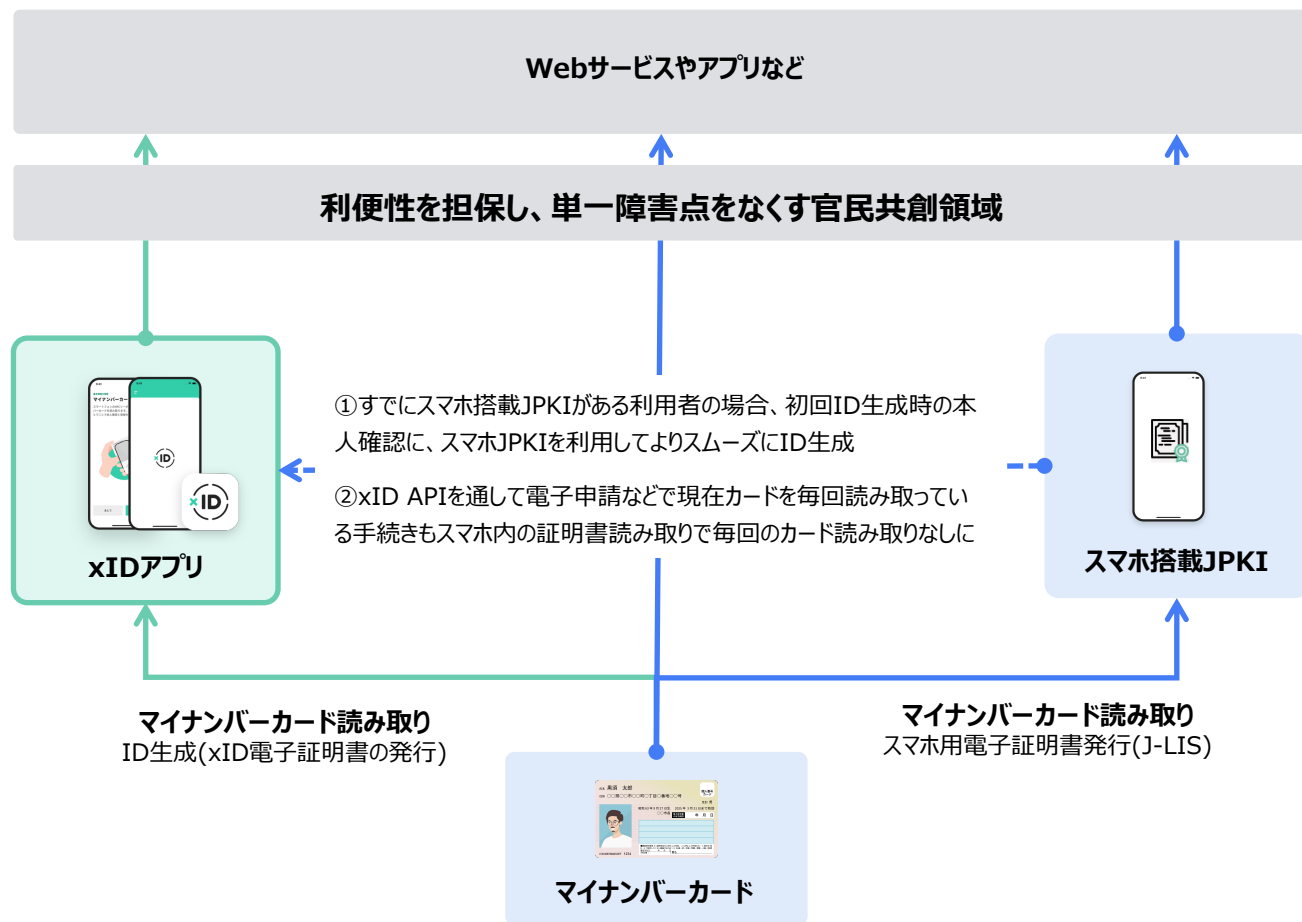 Webサービスやアプリなど
利便性を担保し、単一障害点をなくす官民共創領域
①すでにスマホ搭載JPKIがある利用者の場合、初回ID生成時の本
人確認に、スマホJPKIを利用してよりスムーズにID生成
②xID APIを通して電子申請などで現在カードを毎回読み取ってい
る手続きもスマホ内の証明書読み取りで毎回のカード読み取りなしに
マイナンバーカー
×ID
×ID
xIDアプリ
スマホ搭載JPKI
マイナンバーカード読み取り
ID生成(xID電子証明書の発行)
マイナンバーカード読み取り
スマホ用電子証明書発行(J-LIS)
マイナンバーカード